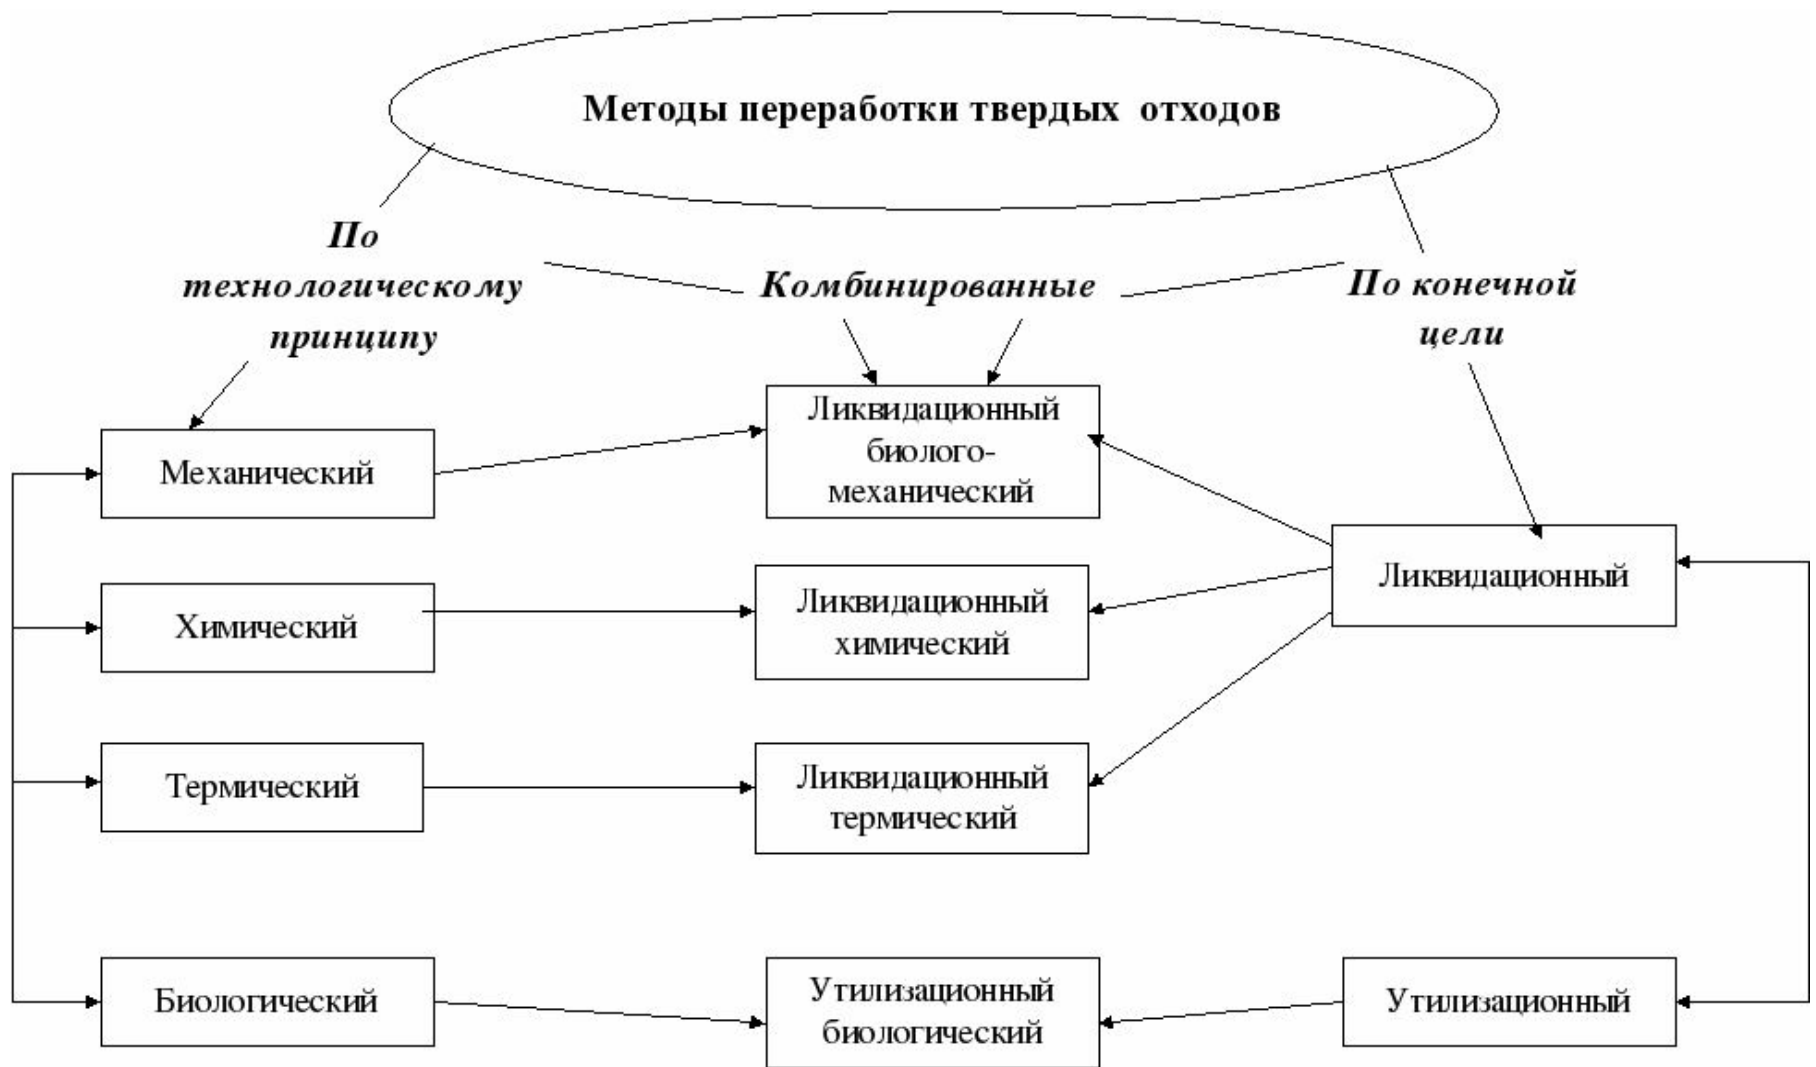 Методы переработки твердых отходов
По
технологическому
принципу
Комбинированные
По конечной
цели
Механический
Ликвидационный
биолого-
механический
Ликвидационный
Химический
Ликвидационный
химический
Термический
Ликвидационный
термический
Биологический
Утилизационный
биологический
Утилизационный